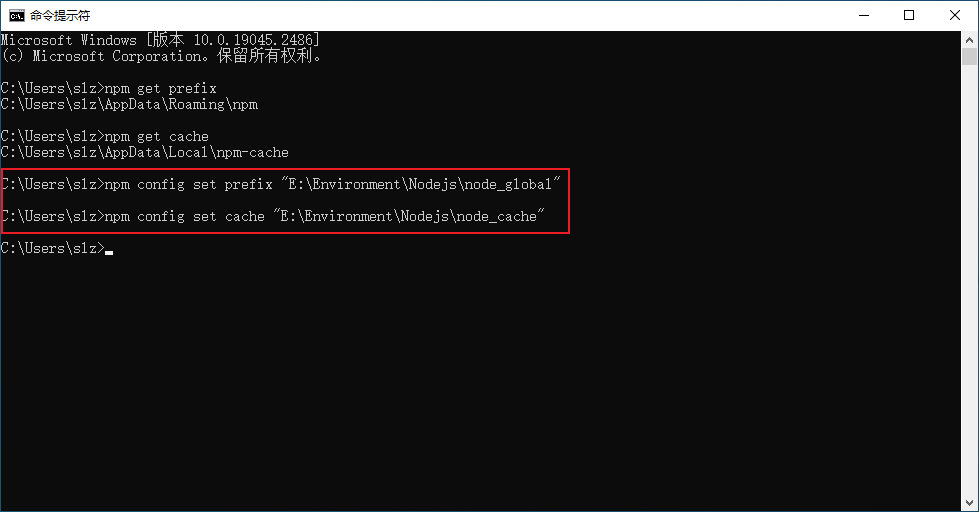 命令提示符
Microsoft Windows [版本 10.0.19045.2486]
(c) Microsoft Corporation。保留所有权利。
C:\Users\slz>npm get prefix
C:\Users\slz\AppData\Roaming\npm
C:\Users\slz>npm get cache
C:\Users\slz\AppData\Local\npm-cache
C:\Users\slz>npm config set prefix "E:\Environment\Nodejs\node_global"
C:\Users\slz>npm config set cache "E:\Environment\Nodejs\node_cache"
C:\Users\slz>